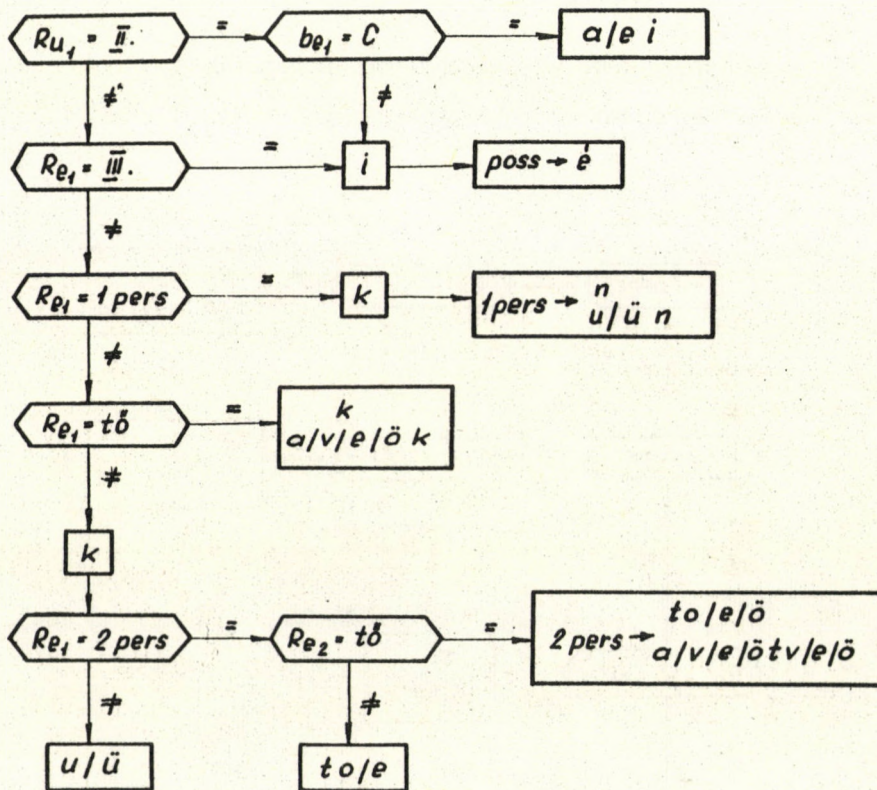 Ru₁ = II.
=
be₁ = C
=
a/e i
≠
≠
Re₁ = III.
=
i
poss → é
≠
Re₁ = 1 pers
=
k
1pers → n
u/ü n
≠
Re₁ = tő
=
k
a/v/e/ö k
≠
k
Re₁ = 2 pers
=
Re₂ = tő
=
to/e/ö
2 pers →
a/v/e/ö tv/e/ö
≠
≠
u/ü
to/e